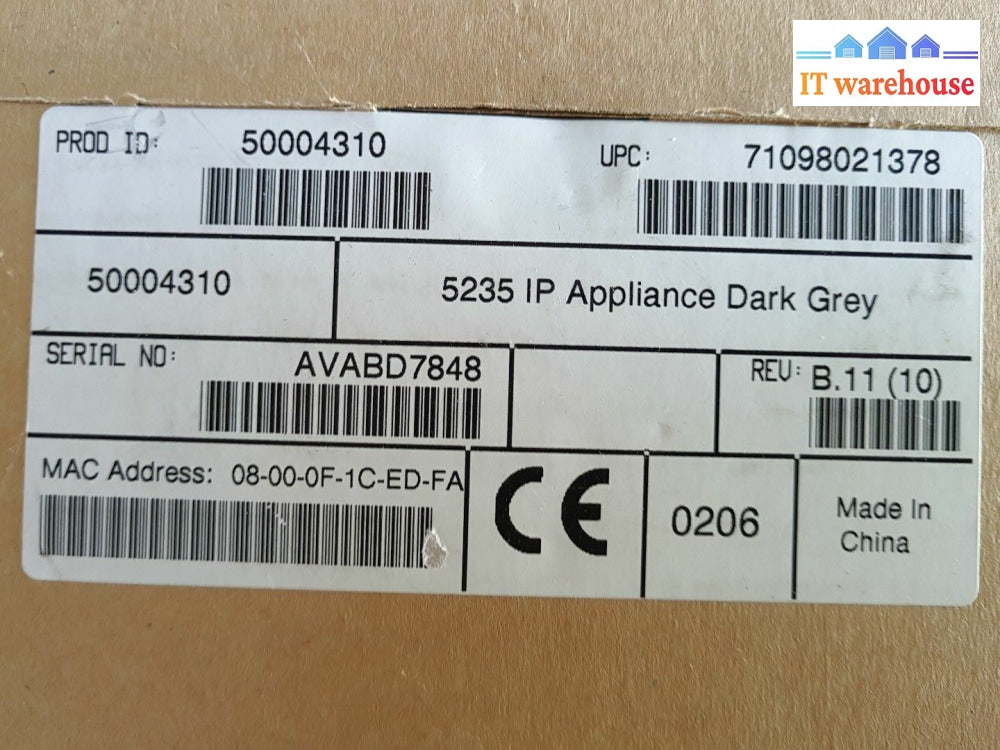 IT warehouse
PROD ID: 50004310
UPC: 71098021378
50004310
5235 IP Appliance Dark Grey
SERIAL NO: AVABD7848
REV: B.11 (10)
MAC Address: 08-00-0F-1C-ED-FA
CE
0206
Made In
China